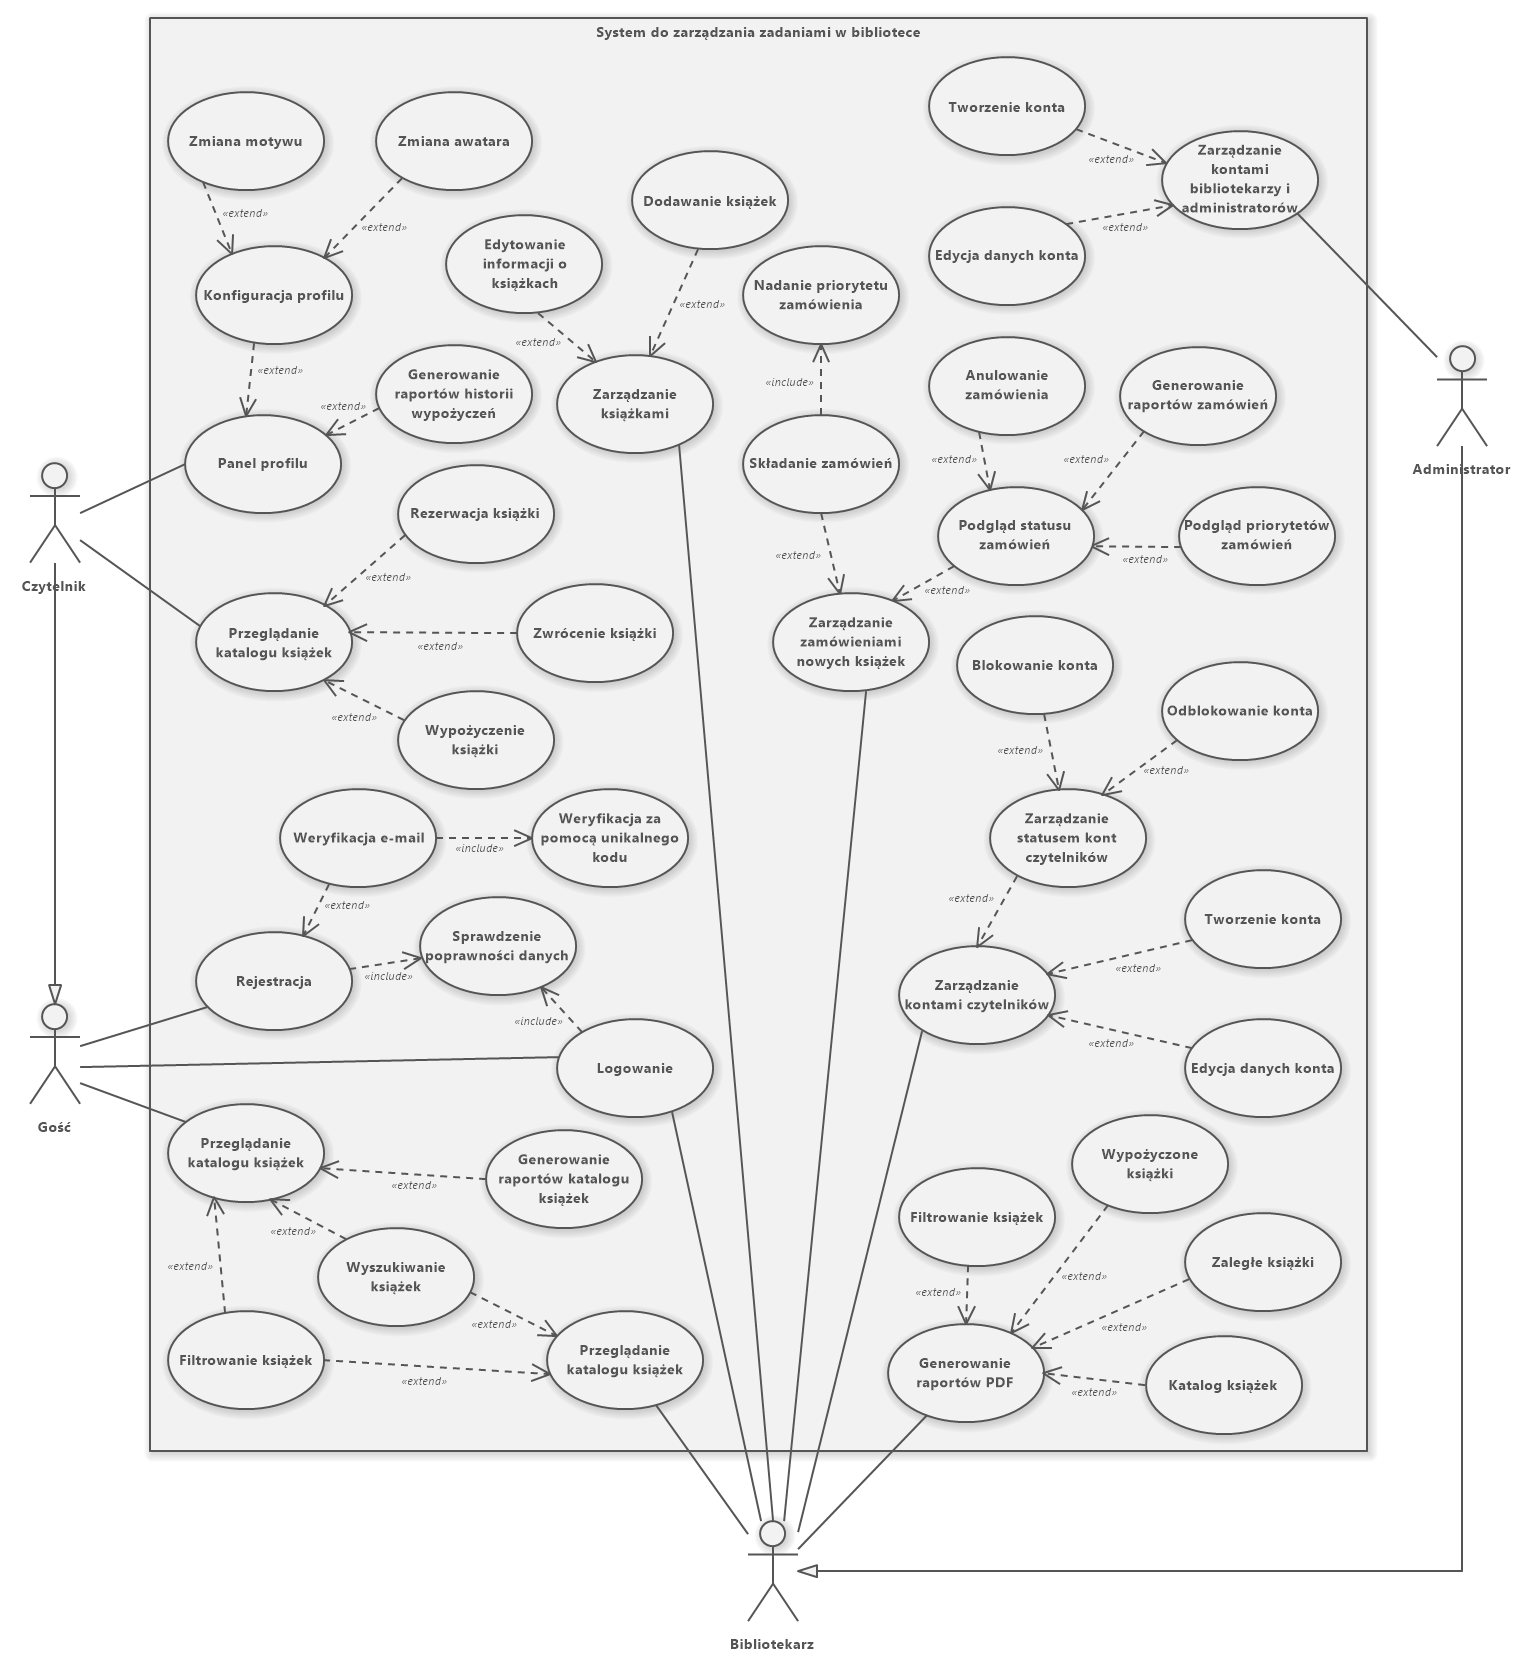 System do zarządzania zadaniami w bibliotece
Tworzenie konta
Zmiana motywu
Zmiana awatara
Zarządzanie
kontami
bibliotekarzy i
administratorów
«extend»
Dodawanie książek
«extend»
«extend»
Edytowanie
informacji o
książkach
Edycja danych konta
«extend»
Konfiguracja profilu
Nadanie priorytetu
zamówienia
«extend»
«extend»
«extend»
Generowanie
raportów historii
wypożyczeń
«extend»
Zarządzanie
książkami
«include»
Anulowanie
zamówienia
Generowanie
raportów zamówień
Panel profilu
Składanie zamówień
«extend»
«extend»
Administrator
Rezerwacja książki
Podgląd statusu
zamówień
Podgląd priorytetów
zamówień
«extend»
«extend»
«extend»
«extend»
Czytelnik
Przeglądanie
katalogu książek
Zwrócenie książki
«extend»
Zarządzanie
zamówieniami
nowych książek
Blokowanie konta
Odblokowanie konta
«extend»
Wypożyczenie
książki
«extend»
«extend»
Weryfikacja e-mail
«include»
Weryfikacja za
pomocą unikalnego
kodu
Zarządzanie
statusem kont
czytelników
«extend»
«extend»
Tworzenie konta
Sprawdzenie
poprawności danych
Rejestracja
«include»
«extend»
Zarządzanie
kontami czytelników
«include»
«extend»
Logowanie
Edycja danych konta
Gość
Przeglądanie
katalogu książek
Generowanie
raportów katalogu
książek
«extend»
Wypożyczone
książki
Filtrowanie książek
«extend»
«extend»
Wyszukiwanie
książek
Zaległe książki
«extend»
«extend»
«extend»
«extend»
Filtrowanie książek
«extend»
Przeglądanie
katalogu książek
Generowanie
raportów PDF
«extend»
Katalog książek
Bibliotekarz